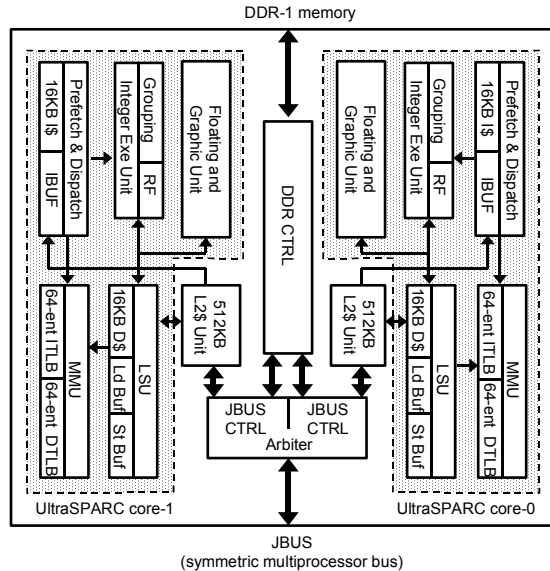 DDR-1 memory
Prefetch & Dispatch
16KB I$
IBUF
Grouping
RF
Integer Exe Unit
Floating and
Graphic Unit
DDR CTRL
Floating and
Graphic Unit
Grouping
RF
Integer Exe Unit
Prefetch & Dispatch
16KB I$
IBUF
MMU
64-ent ITLB
64-ent DTLB
LSU
16KB D$
Ld Buf
St Buf
512KB
L2$ Unit
512KB
L2$ Unit
LSU
16KB D$
Ld Buf
St Buf
MMU
64-ent ITLB
64-ent DTLB
JBUS
CTRL
JBUS
CTRL
Arbiter
UltraSPARC core-1
UltraSPARC core-0
JBUS
(symmetric multiprocessor bus)